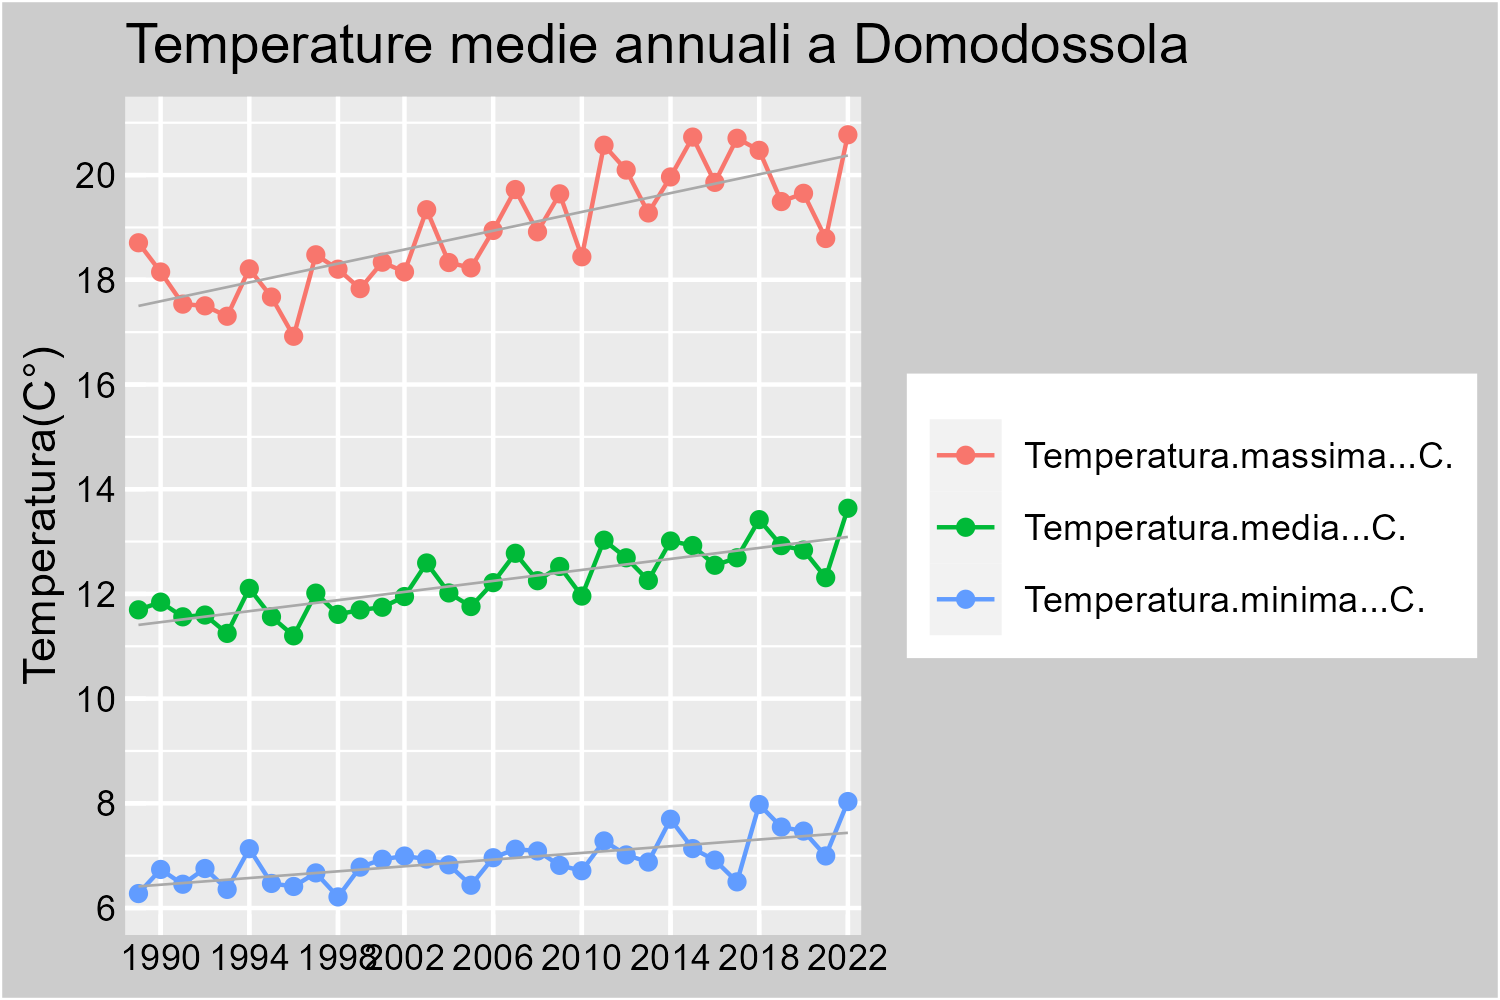 Temperature medie annuali a Domodossola
Temperatura(C°)
20
18
16
14
12
10
8
6
1990 1994 1998 2002 2006 2010 2014 2018 2022
Temperatura.massima...C.
Temperatura.media...C.
Temperatura.minima...C.